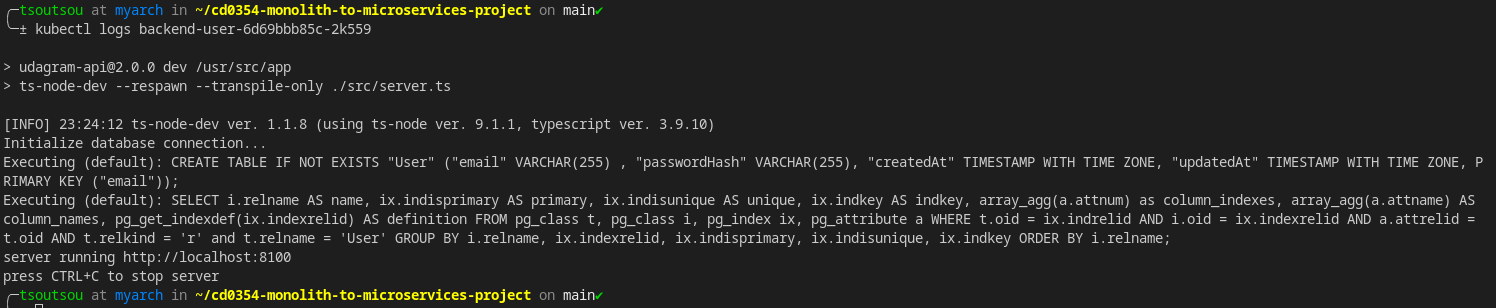 ╭─tsoutsou at myarch in ~/cd0354-monolith-to-microservices-project on main✔
╰─± kubectl logs backend-user-6d69bbb85c-2k559
> udagram-api@2.0.0 dev /usr/src/app
> ts-node-dev --respawn --transpile-only ./src/server.ts
[INFO] 23:24:12 ts-node-dev ver. 1.1.8 (using ts-node ver. 9.1.1, typescript ver. 3.9.10)
Initialize database connection...
Executing (default): CREATE TABLE IF NOT EXISTS "User" ("email" VARCHAR(255) , "passwordHash" VARCHAR(255), "createdAt" TIMESTAMP WITH TIME ZONE, "updatedAt" TIMESTAMP WITH TIME ZONE, P
RIMARY KEY ("email"));
Executing (default): SELECT i.relname AS name, ix.indisprimary AS primary, ix.indisunique AS unique, ix.indkey AS indkey, array_agg(a.attnum) as column_indexes, array_agg(a.attname) AS
column_names, pg_get_indexdef(ix.indexrelid) AS definition FROM pg_class t, pg_class i, pg_index ix, pg_attribute a WHERE t.oid = ix.indrelid AND i.oid = ix.indexrelid AND a.attrelid =
t.oid AND t.relkind = 'r' and t.relname = 'User' GROUP BY i.relname, ix.indexrelid, ix.indisprimary, ix.indisunique, ix.indkey ORDER BY i.relname;
server running http://localhost:8100
press CTRL+C to stop server
╭─tsoutsou at myarch in ~/cd0354-monolith-to-microservices-project on main✔